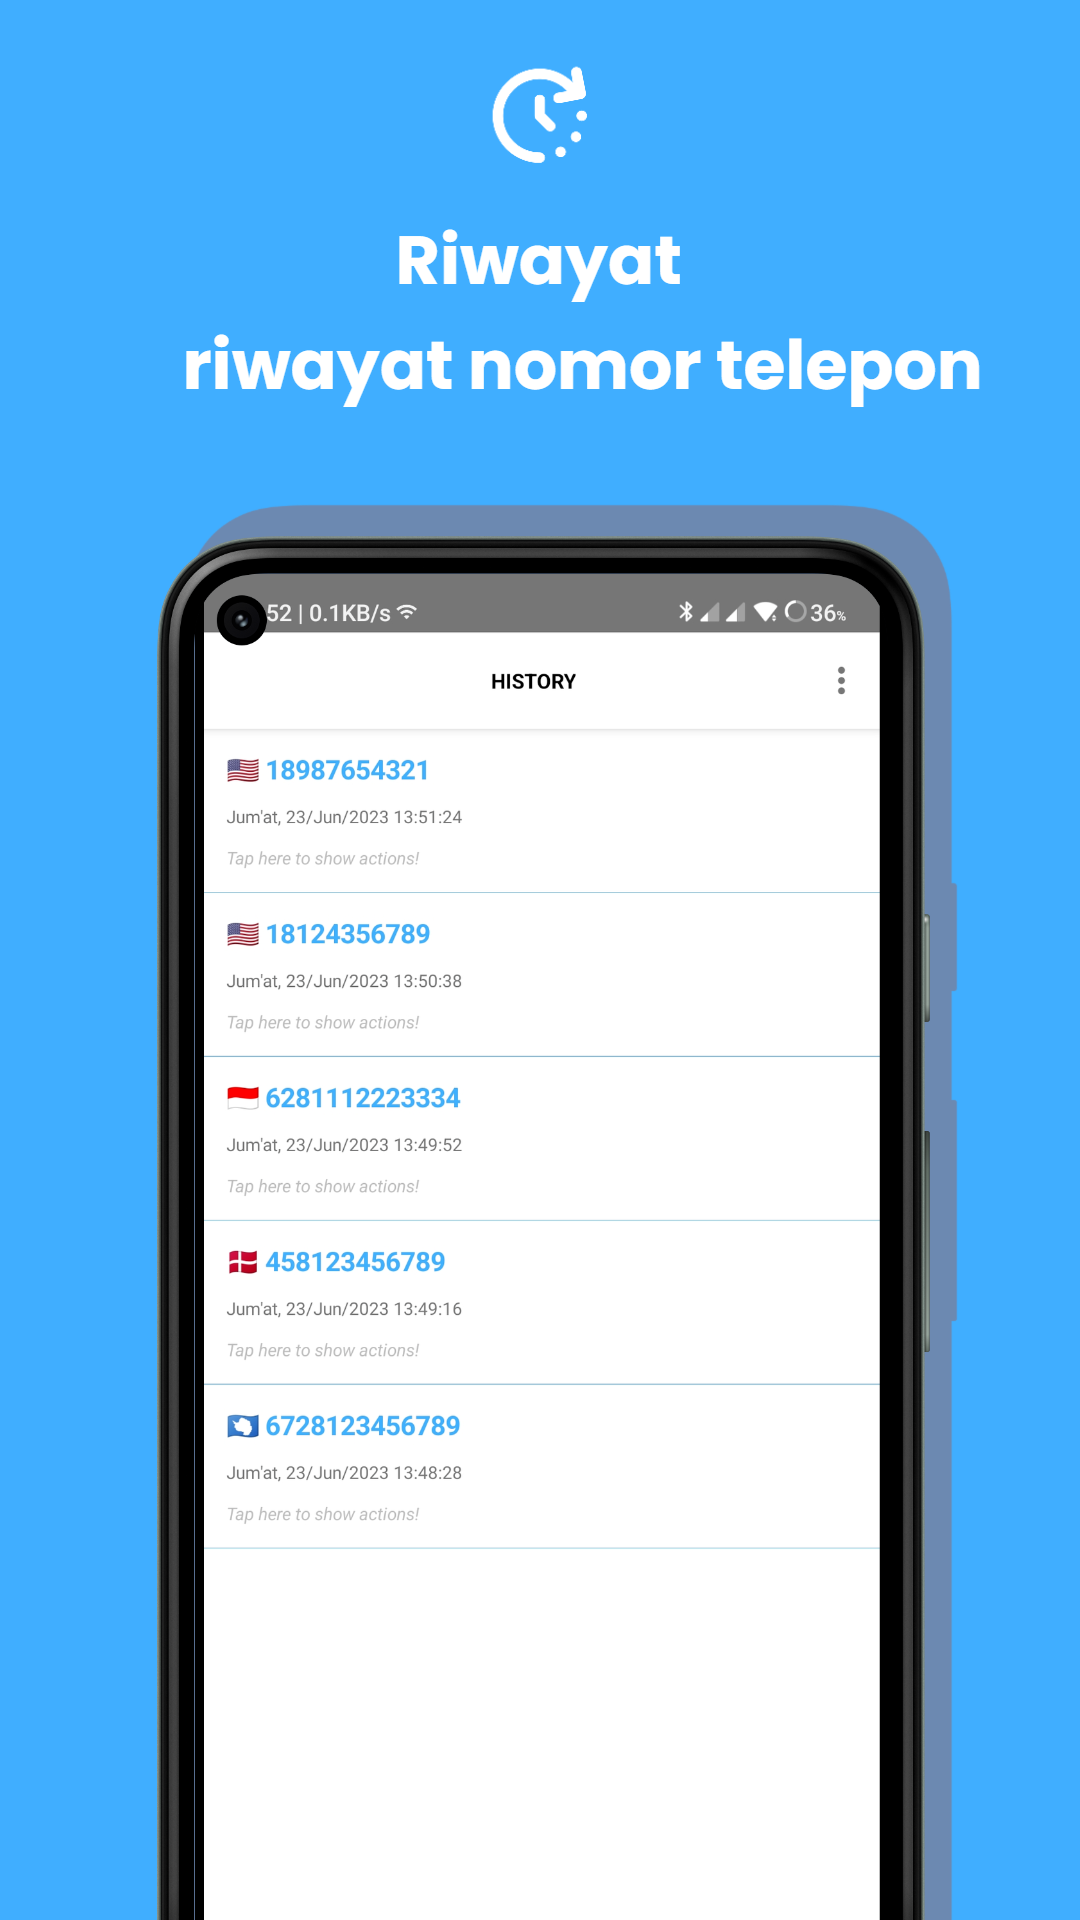 Riwayat
riwayat nomor telepon
52 | 0.1KB/s 36%
HISTORY
18987654321
Jum'at, 23/Jun/2023 13:51:24
Tap here to show actions!
18124356789
Jum'at, 23/Jun/2023 13:50:38
Tap here to show actions!
6281112223334
Jum'at, 23/Jun/2023 13:49:52
Tap here to show actions!
458123456789
Jum'at, 23/Jun/2023 13:49:16
Tap here to show actions!
6728123456789
Jum'at, 23/Jun/2023 13:48:28
Tap here to show actions!